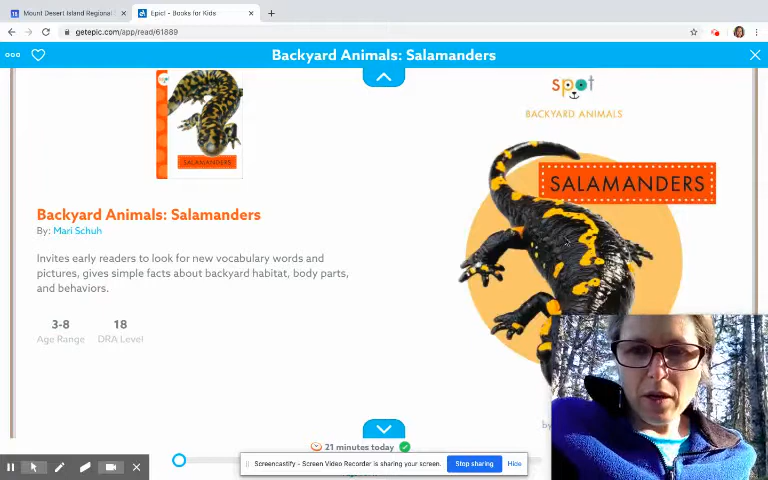 Mount Desert Island Regional
Epic! - Books for Kids
getepic.com/app/read/61889
Backyard Animals: Salamanders
SALAMANDERS
Backyard Animals: Salamanders
By: Mari Schuh
Invites early readers to look for new vocabulary words and
pictures, gives simple facts about backyard habitat, body parts,
and behaviors.
3-8
18
Age Range
DRA Level
spot
BACKYARD ANIMALS
SALAMANDERS
by
21 minutes today
Screencastify - Screen Video Recorder is sharing your screen.
Stop sharing
Hide